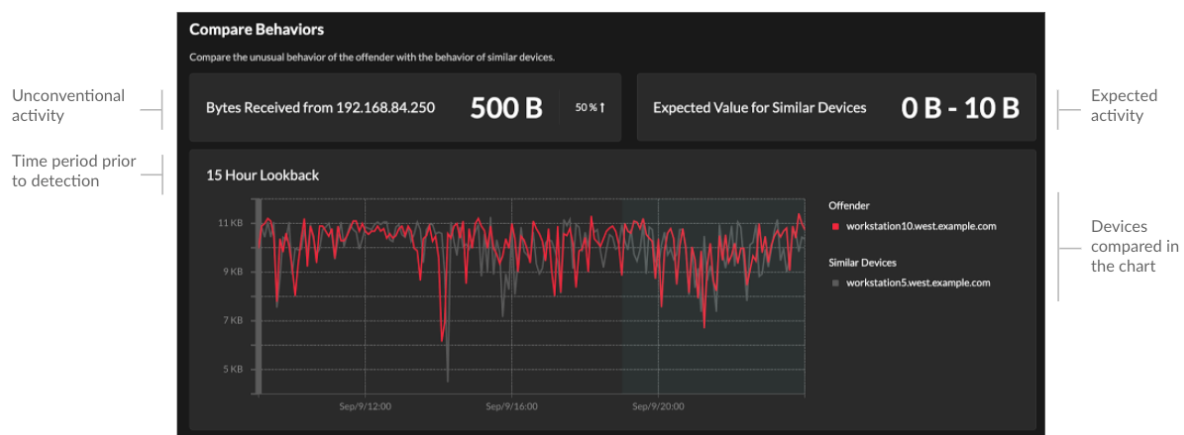 Compare Behaviors
Compare the unusual behavior of the offender with the behavior of similar devices.
Unconventional
activity
Bytes Received from 192.168.84.250
500 B
50 % ↑
Expected Value for Similar Devices
0 B - 10 B
Expected
activity
Time period prior
to detection
15 Hour Lookback
11 KB
9 KB
7 KB
5 KB
Sep/9/12:00
Sep/9/16:00
Sep/9/20:00
Offender
workstation10.west.example.com
Similar Devices
workstation5.west.example.com
Devices
compared in
the chart